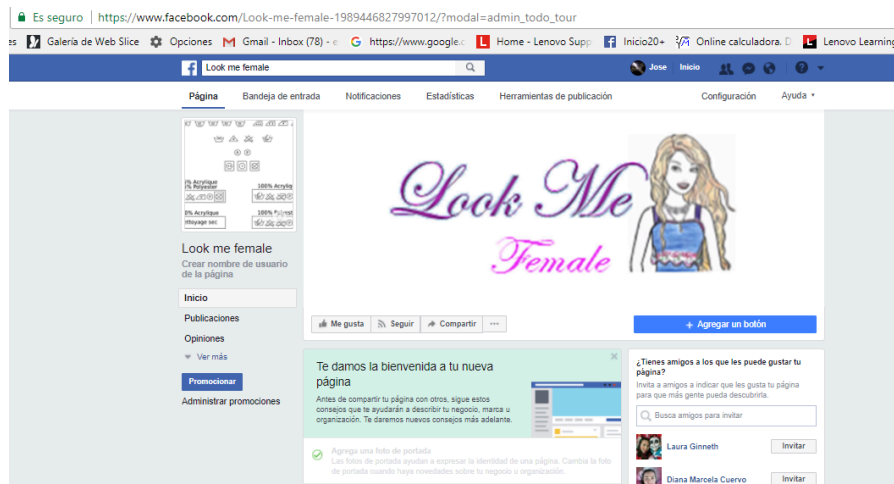 Es seguro | https://www.facebook.com/Look-me-female-1989446827997012/?modal=admin_todo_tour
es Galería de Web Slice Opciones Gmail - Inbox (78) - e https://www.google.c Home - Lenovo Supp Inicio20+ Online calculadora. D Lenovo Learning
Look me female
Jose Inicio
Página Bandeja de entrada Notificaciones Estadísticas Herramientas de publicación Configuración Ayuda
100% Acryliq
0% Acrylique
Look me female
Crear nombre de usuario
de la página
Inicio
Publicaciones
Opiniones
Ver más
Promocionar
Administrar promociones
Look Me
Female
Me gusta Seguir Compartir ...
+ Agregar un botón
Te damos la bienvenida a tu nueva
página
Antes de compartir tu página con otros, sigue estos
consejos que te ayudarán a describir tu negocio, marca u
organización. Te daremos nuevos consejos más adelante.
Agrega una foto de portada
Las fotos de portada ayudan a expresar la identidad de una página. Cambia la foto
de portada cuando haya novedades sobre tu negocio u organización.
¿Tienes amigos a los que les puede gustar tu
página?
Invita a amigos a indicar que les gusta tu página
para que más gente pueda descubrirla.
Busca amigos para invitar
Laura Ginneth Invitar
Diana Marcela Cuervo Invitar